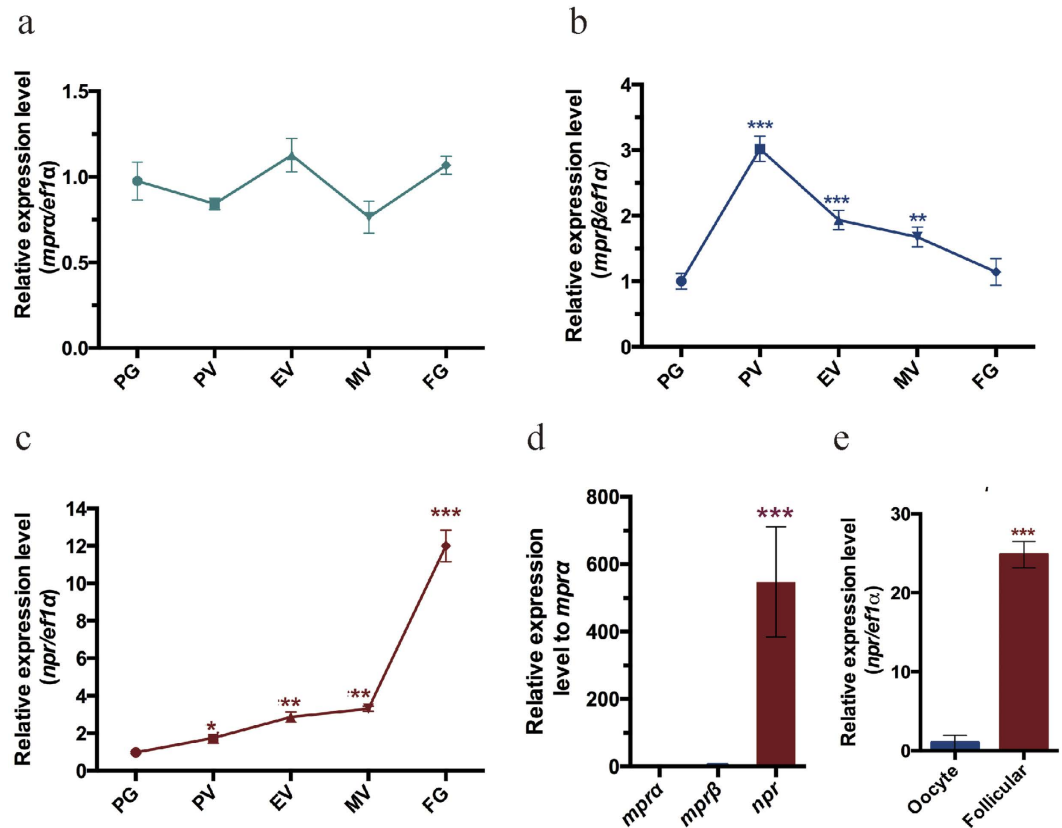 a
Relative expression level
(mprα/ef1α)
1.5
1.0
0.5
0.0
PG
PV
EV
MV
FG
b
Relative expression level
(mprβ/ef1α)
4
3
2
1
0
***
***
**
PG
PV
EV
MV
FG
c
Relative expression level
(npr/ef1α)
14
12
10
8
6
4
2
0
*
**
**
***
PG
PV
EV
MV
FG
d
Relative expression
level to mprα
800
600
400
200
0
***
mprα
mprβ
npr
e
Relative expression level
(npr/ef1α)
30
20
10
0
***
Oocyte
Follicular